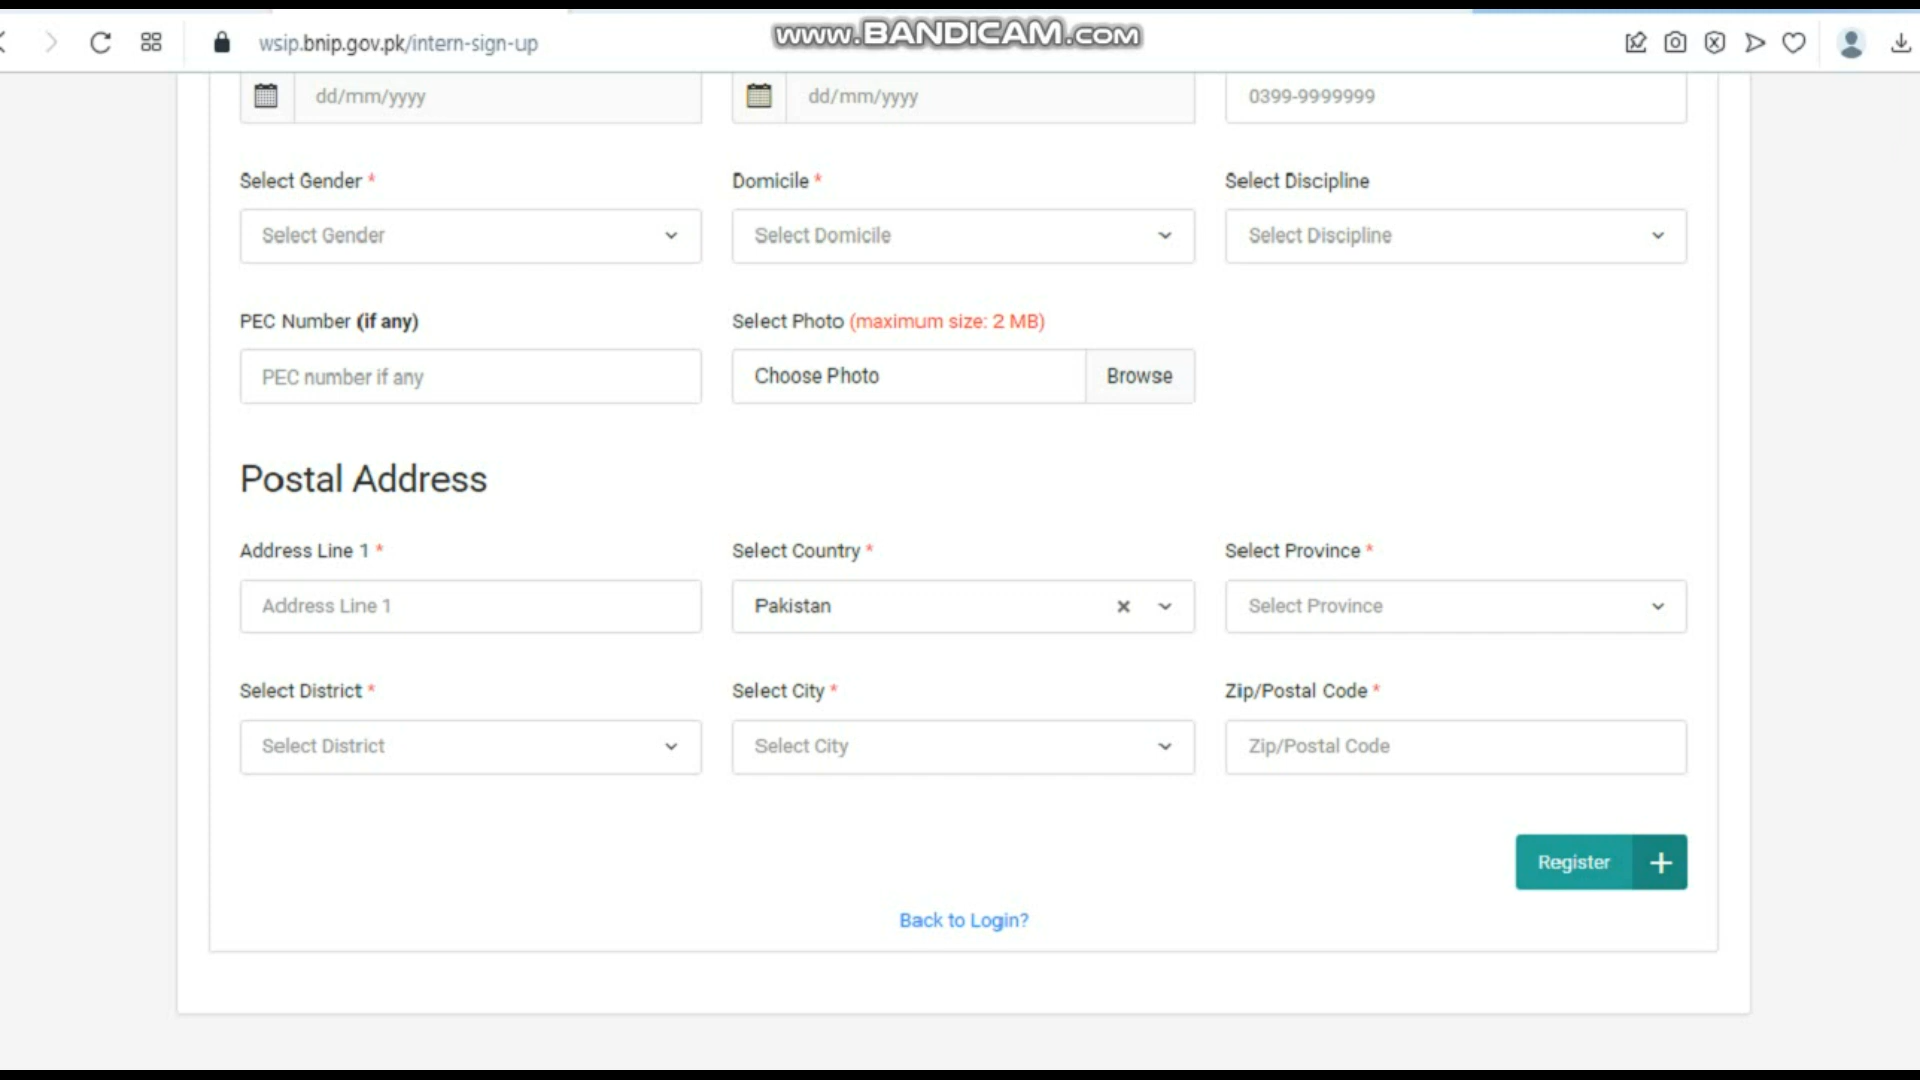 wsip.bnip.gov.pk/intern-sign-up
www.BANDICAM.com
dd/mm/yyyy dd/mm/yyyy 0399-9999999
Select Gender * Domicile * Select Discipline
Select Gender Select Domicile Select Discipline
PEC Number (if any) Select Photo (maximum size: 2 MB)
PEC number if any Choose Photo Browse
Postal Address
Address Line 1 * Select Country * Select Province *
Address Line 1 Pakistan Select Province
Select District * Select City * Zip/Postal Code *
Select District Select City Zip/Postal Code
Register +
Back to Login?